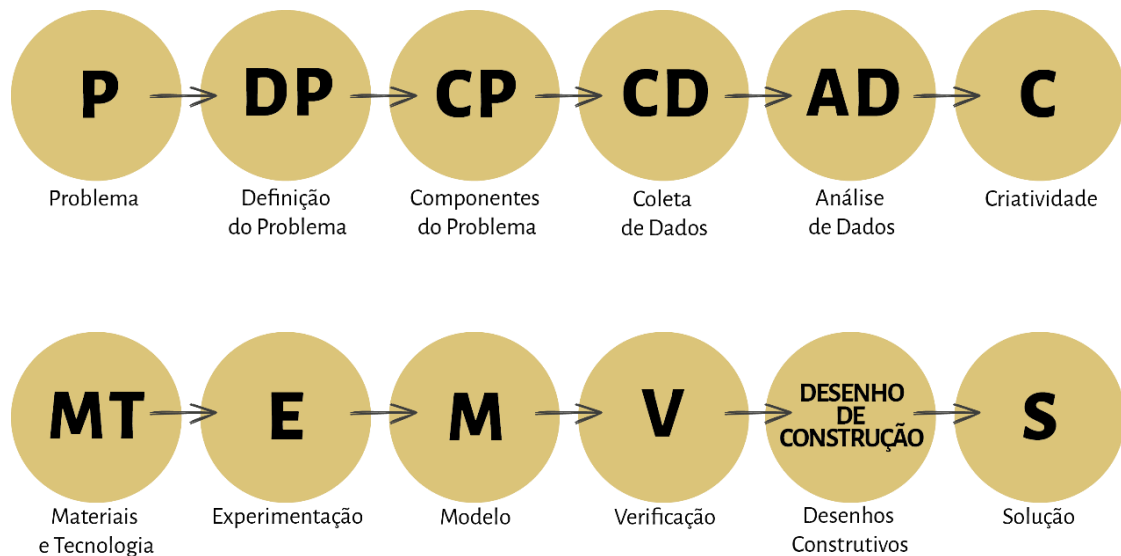 P
DP
CP
CD
AD
C
Problema
Definição
do Problema
Componentes
do Problema
Coleta
de Dados
Análise
de Dados
Criatividade
MT
E
M
V
DESENHO
DE
CONSTRUÇÃO
S
Materiais
e Tecnologia
Experimentação
Modelo
Verificação
Desenhos
Construtivos
Solução